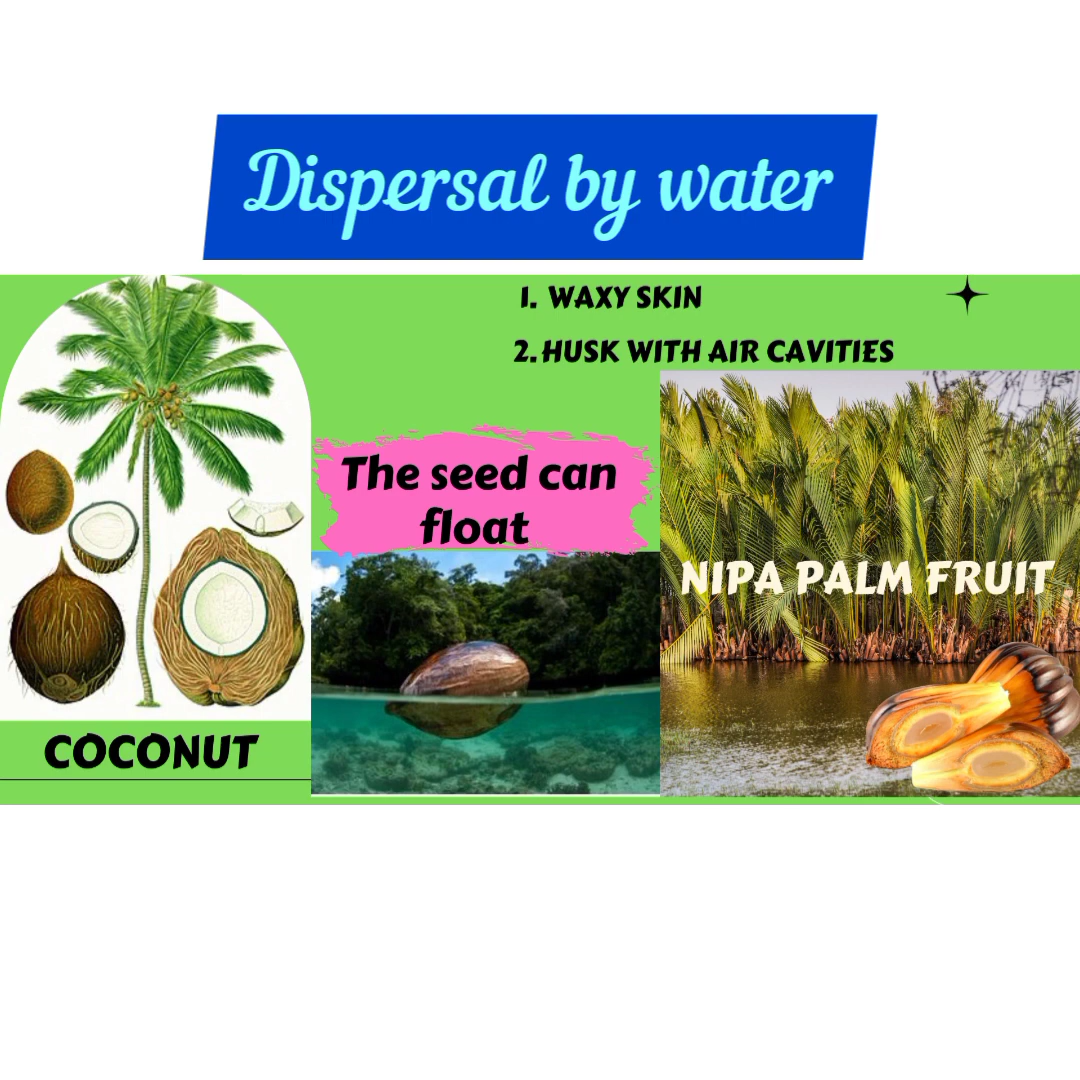 Dispersal by water
1. WAXY SKIN
2. HUSK WITH AIR CAVITIES
The seed can
float
NIPA PALM FRUIT
COCONUT